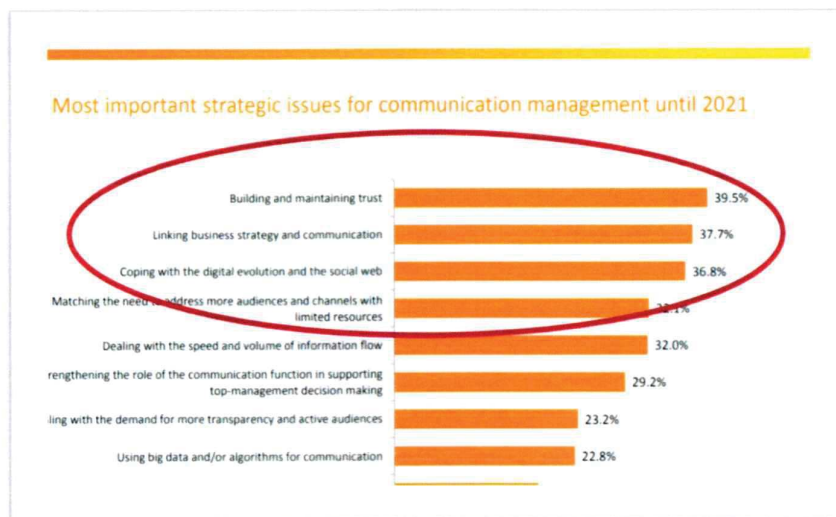 Most important strategic issues for communication management until 2021
Building and maintaining trust 39.5%
Linking business strategy and communication 37.7%
Coping with the digital evolution and the social web 36.8%
Matching the need to address more audiences and channels with
limited resources
Dealing with the speed and volume of information flow 32.0%
rengthening the role of the communication function in supporting
top-management decision making 29.2%
ling with the demand for more transparency and active audiences 23.2%
Using big data and/or algorithms for communication 22.8%